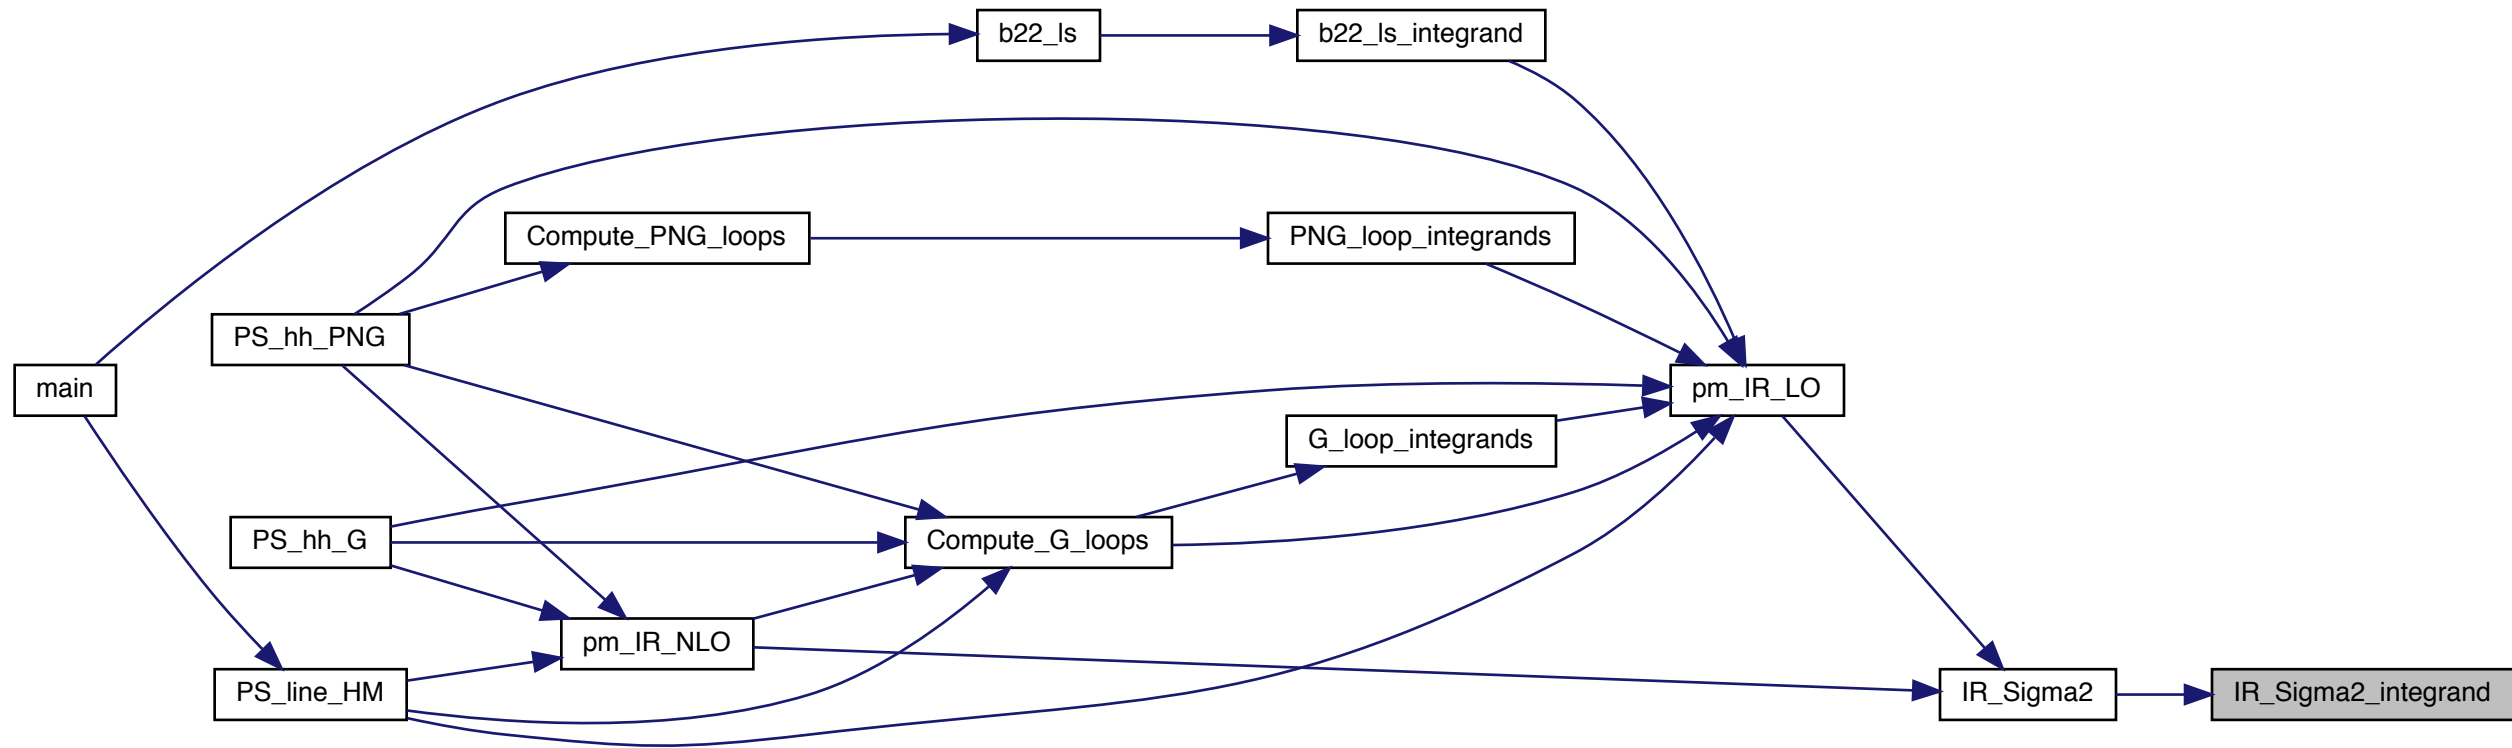 b22_ls
b22_ls_integrand
Compute_PNG_loops
PNG_loop_integrands
PS_hh_PNG
main
pm_IR_LO
G_loop_integrands
PS_hh_G
Compute_G_loops
pm_IR_NLO
PS_line_HM
IR_Sigma2
IR_Sigma2_integrand